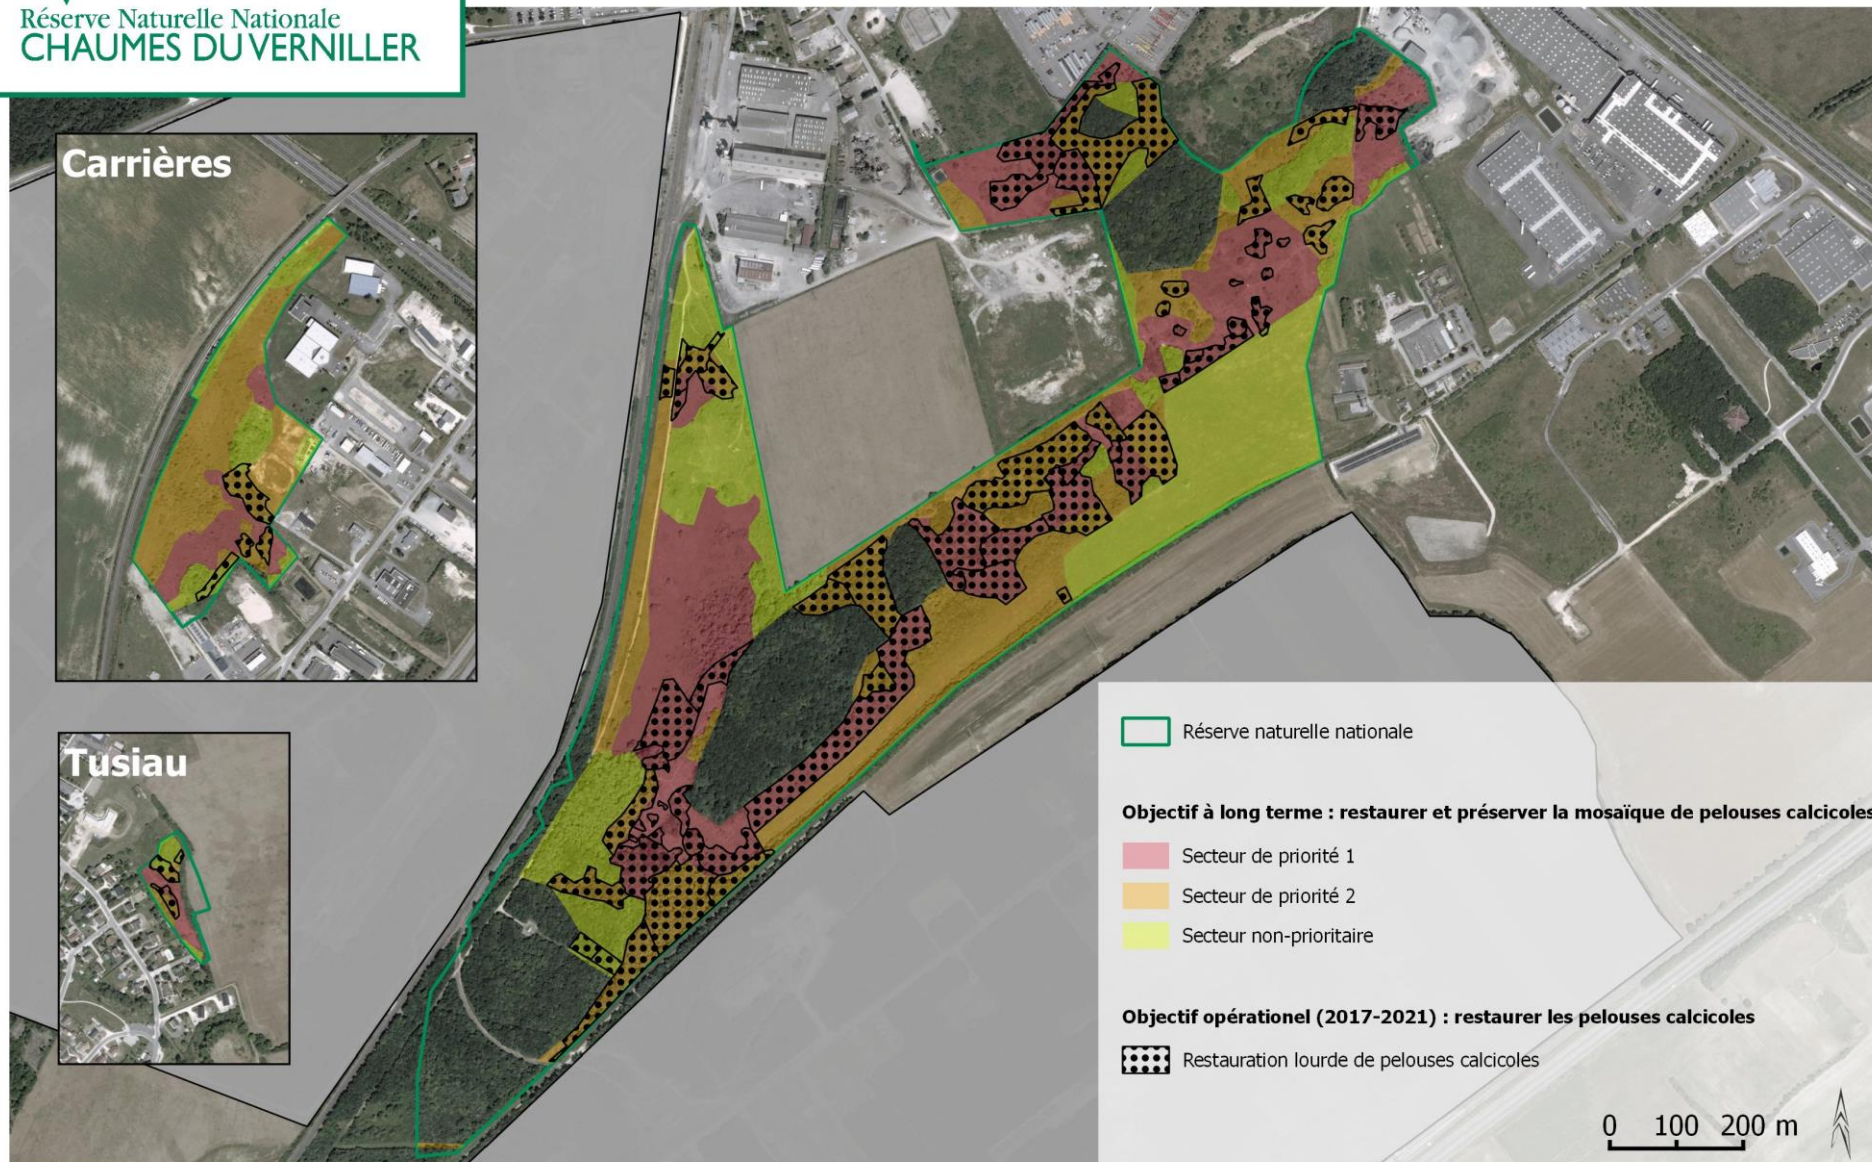 Réserve Naturelle Nationale
CHAUMES DU VERNILLER
Carrières
Tusiau
Réserve naturelle nationale
Objectif à long terme : restaurer et préserver la mosaïque de pelouses calcicoles
Secteur de priorité 1
Secteur de priorité 2
Secteur non-prioritaire
Objectif opérationel (2017-2021) : restaurer les pelouses calcicoles
Restauration lourde de pelouses calcicoles
0 100 200 m